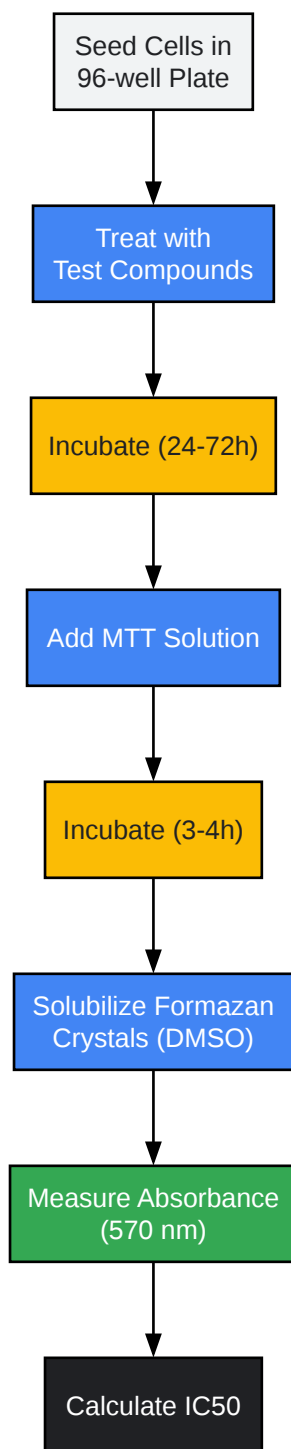 Seed Cells in
96-well Plate
Treat with
Test Compounds
Incubate (24-72h)
Add MTT Solution
Incubate (3-4h)
Solubilize Formazan
Crystals (DMSO)
Measure Absorbance
(570 nm)
Calculate IC50